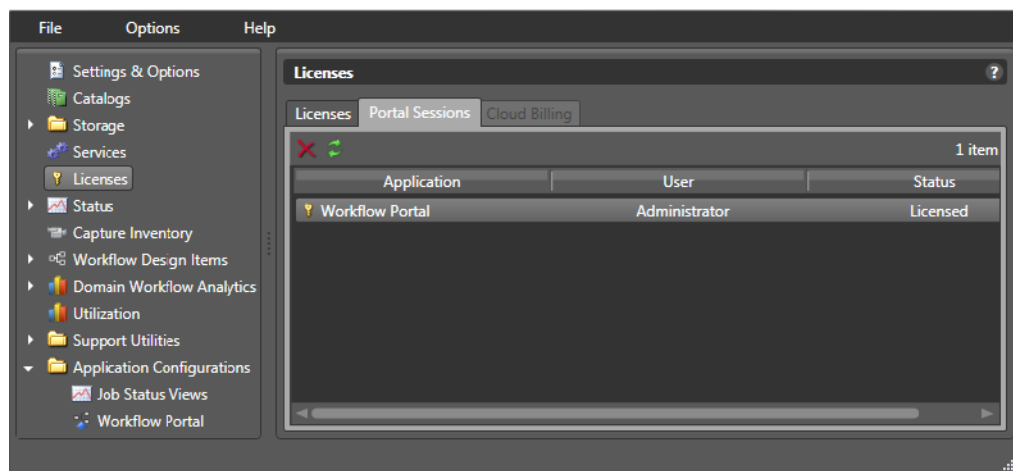 File Options Help
Settings & Options
Catalogs
Storage
Services
Licenses
Status
Capture Inventory
Workflow Design Items
Domain Workflow Analytics
Utilization
Support Utilities
Application Configurations
Job Status Views
Workflow Portal
Licenses ?
Licenses Portal Sessions Cloud Billing
1 item
Application User Status
Workflow Portal Administrator Licensed